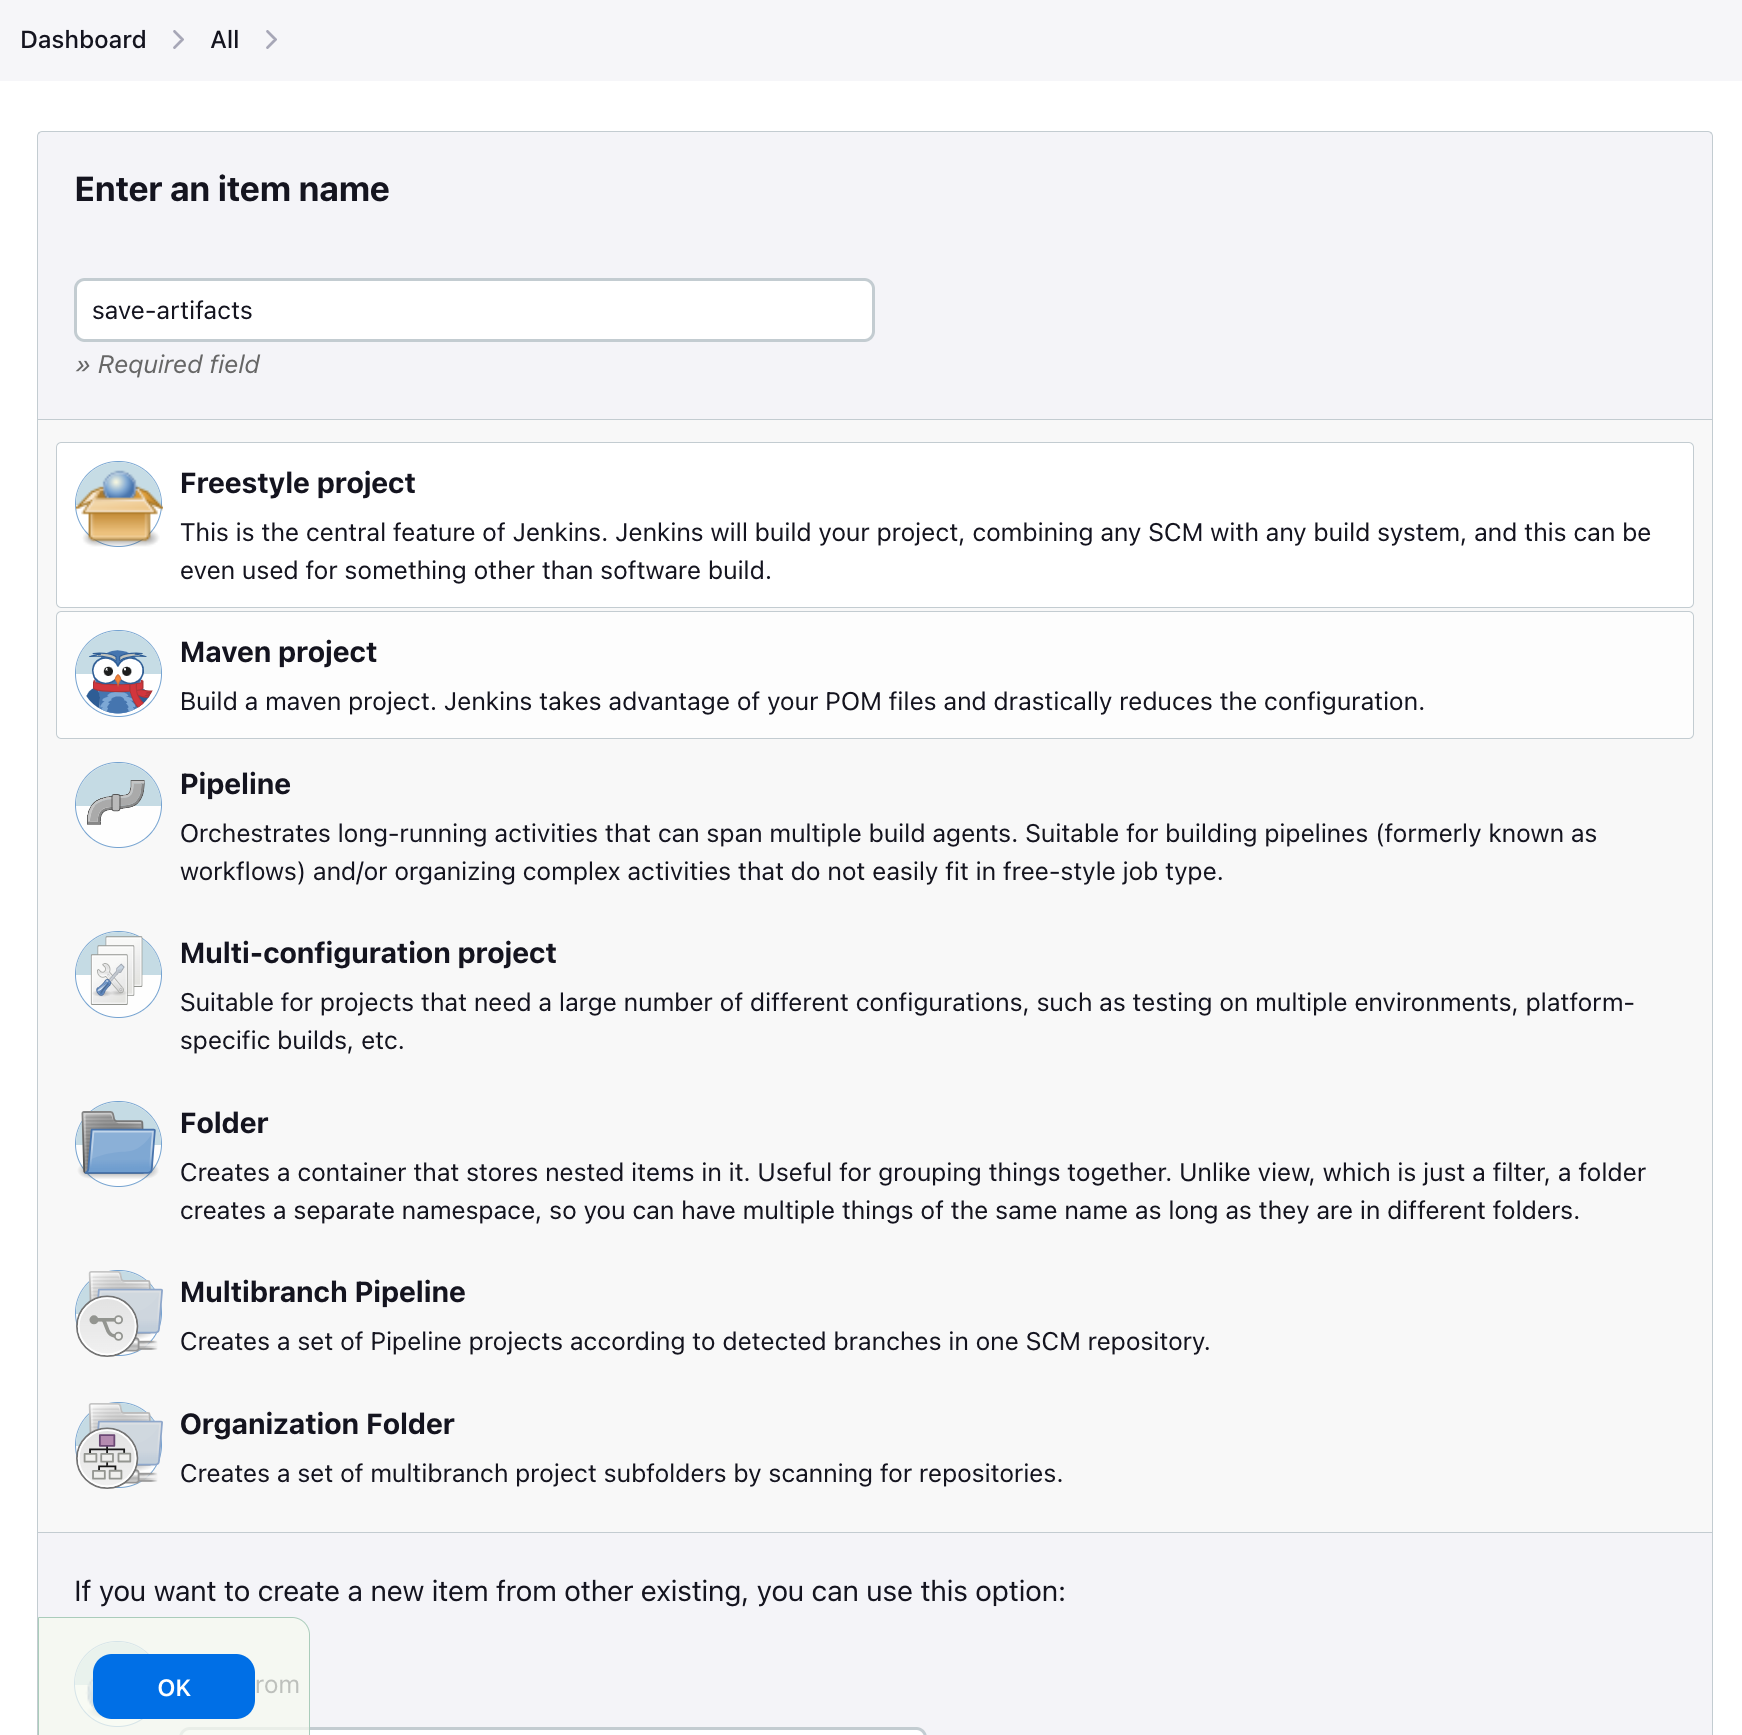 Dashboard > All >
Enter an item name
save-artifacts
» Required field
Freestyle project
This is the central feature of Jenkins. Jenkins will build your project, combining any SCM with any build system, and this can be
even used for something other than software build.
Maven project
Build a maven project. Jenkins takes advantage of your POM files and drastically reduces the configuration.
Pipeline
Orchestrates long-running activities that can span multiple build agents. Suitable for building pipelines (formerly known as
workflows) and/or organizing complex activities that do not easily fit in free-style job type.
Multi-configuration project
Suitable for projects that need a large number of different configurations, such as testing on multiple environments, platform-
specific builds, etc.
Folder
Creates a container that stores nested items in it. Useful for grouping things together. Unlike view, which is just a filter, a folder
creates a separate namespace, so you can have multiple things of the same name as long as they are in different folders.
Multibranch Pipeline
Creates a set of Pipeline projects according to detected branches in one SCM repository.
Organization Folder
Creates a set of multibranch project subfolders by scanning for repositories.
If you want to create a new item from other existing, you can use this option:
OK rom